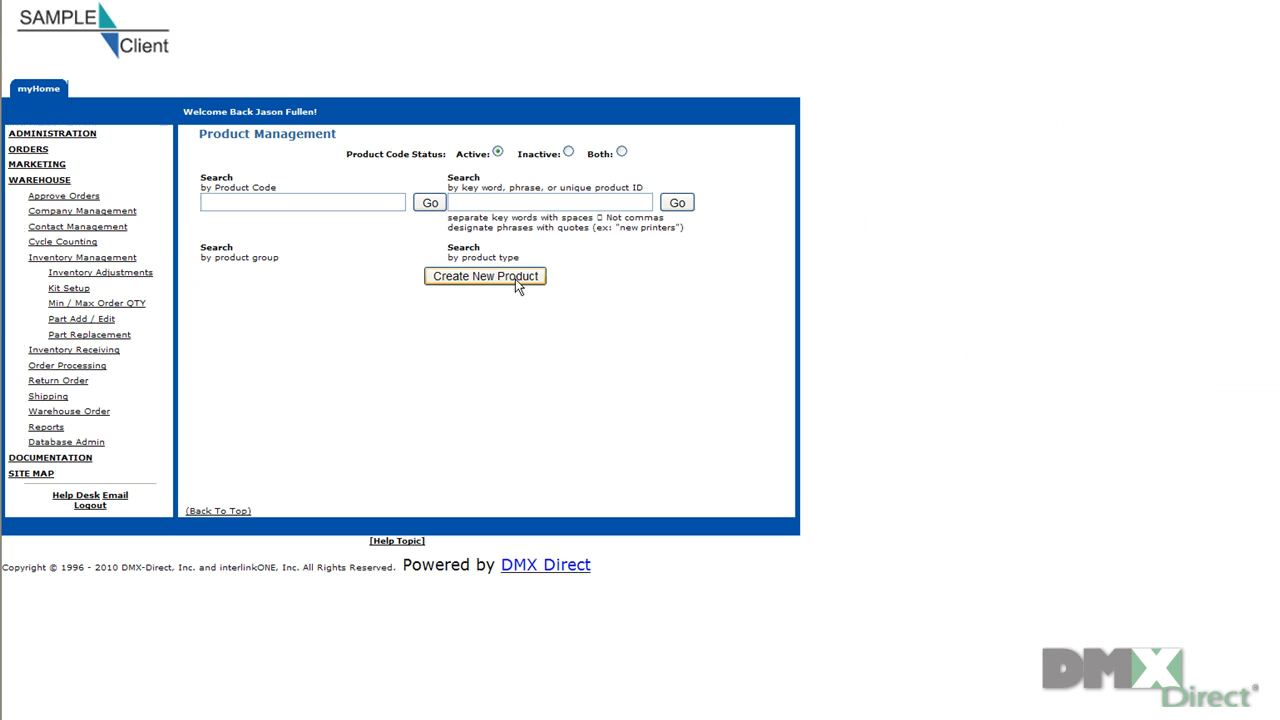 SAMPLE
Client
myHome
Welcome Back Jason Fullen!
ADMINISTRATION
ORDERS
MARKETING
WAREHOUSE
Approve Orders
Company Management
Contact Management
Cycle Counting
Inventory Management
Inventory Adjustments
Kit Setup
Min / Max Order QTY
Part Add / Edit
Part Replacement
Inventory Receiving
Order Processing
Return Order
Shipping
Warehouse Order
Reports
Database Admin
DOCUMENTATION
SITE MAP
Help Desk Email
Logout
Product Management
Product Code Status: Active: Inactive: Both:
Search
by Product Code
Go
Search
by key word, phrase, or unique product ID
Go
separate key words with spaces  Not commas
designate phrases with quotes (ex: "new printers")
Search
by product group
Search
by product type
Create New Product
(Back To Top)
[Help Topic]
Copyright © 1996 - 2010 DMX-Direct, Inc. and interlinkONE, Inc. All Rights Reserved. Powered by DMX Direct
DMX
Direct®